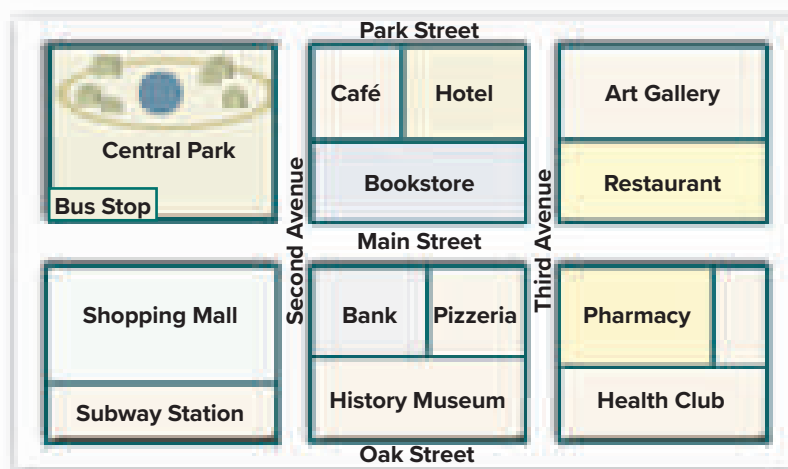 Park Street
Café
Hotel
Art Gallery
Central Park
Bookstore
Restaurant
Bus Stop
Second Avenue
Main Street
Third Avenue
Shopping Mall
Bank
Pizzeria
Pharmacy
Subway Station
History Museum
Health Club
Oak Street